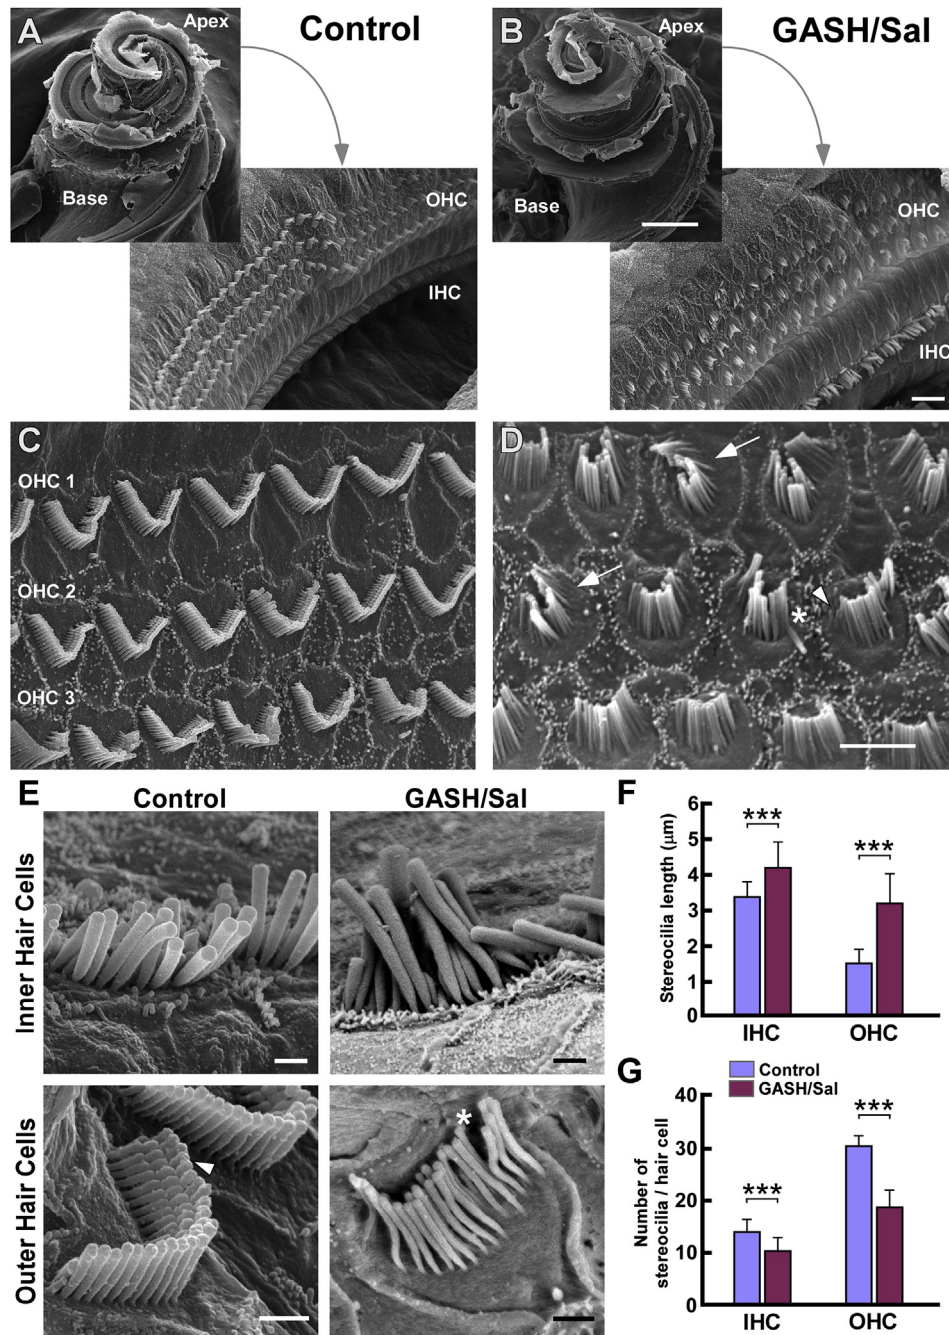 A
Apex
Control
Base
OHC
IHC
B
Apex
GASH/Sal
Base
OHC
IHC
C
OHC 1
OHC 2
OHC 3
D
*
E
Control
GASH/Sal
Inner Hair Cells
Outer Hair Cells
*
F
Stereocilia length (μm)
6
5
4
3
2
1
0
***
***
IHC
OHC
G
Control
GASH/Sal
Number of
stereocilia / hair cell
40
30
20
10
0
***
***
IHC
OHC